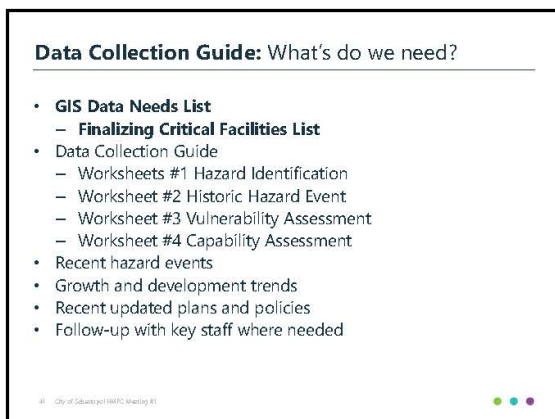 Data Collection Guide: What's do we need?
• GIS Data Needs List
– Finalizing Critical Facilities List
• Data Collection Guide
– Worksheets #1 Hazard Identification
– Worksheet #2 Historic Hazard Event
– Worksheet #3 Vulnerability Assessment
– Worksheet #4 Capability Assessment
• Recent hazard events
• Growth and development trends
• Recent updated plans and policies
• Follow-up with key staff where needed
City of Sebastopol HMPC Meeting #1